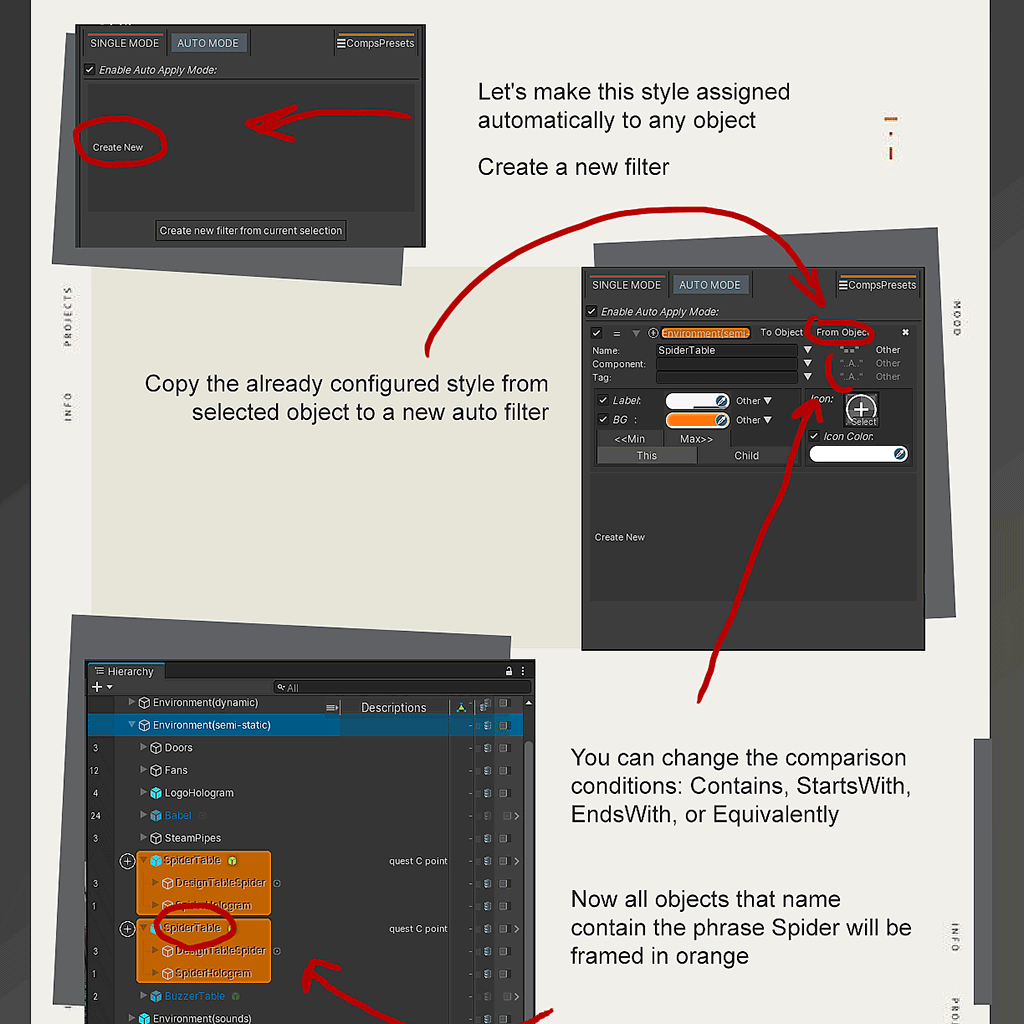 SINGLE MODE AUTO MODE CompsPresets
Enable Auto Apply Mode:
Create New
Create new filter from current selection
Let's make this style assigned
automatically to any object
Create a new filter
PROJECTS
INFO
MOOD
SINGLE MODE AUTO MODE CompsPresets
Enable Auto Apply Mode:
Environment(semi- To Object From Object
Name: SpiderTable "==" Other
Component: "..A.." Other
Tag: "..A.." Other
Label: Other Icon:
BG : Other Select
<<Min Max>> Icon Color:
This Child
Create New
Copy the already configured style from
selected object to a new auto filter
Hierarchy
All
Environment(dynamic)
Descriptions
Environment(semi-static)
3 Doors
12 Fans
4 LogoHologram
24 Babel
3 SteamPipes
SpiderTable quest C point
3 DesignTableSpider
1 SpiderHologram
SpiderTable quest C point
3 DesignTableSpider
1 SpiderHologram
2 BuzzerTable
Environment(sounds)
You can change the comparison
conditions: Contains, StartsWith,
EndsWith, or Equivalently
Now all objects that name
contain the phrase Spider will be
framed in orange
INFO